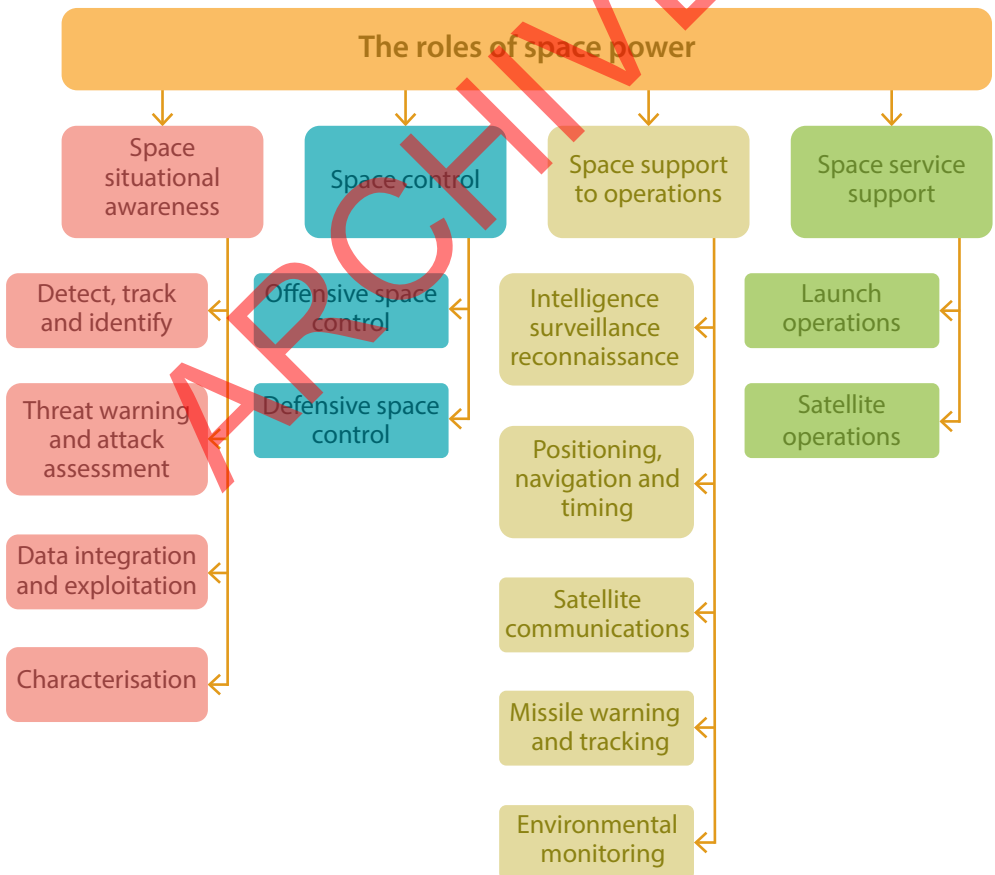 The roles of space power
Space
situational
awareness
Space control
Space support
to operations
Space service
support
Detect, track
and identify
Threat warning
and attack
assessment
Data integration
and exploitation
Characterisation
Offensive space
control
Defensive space
control
Intelligence
surveillance
reconnaissance
Positioning,
navigation and
timing
Satellite
communications
Missile warning
and tracking
Environmental
monitoring
Launch
operations
Satellite
operations
ARCHIVE